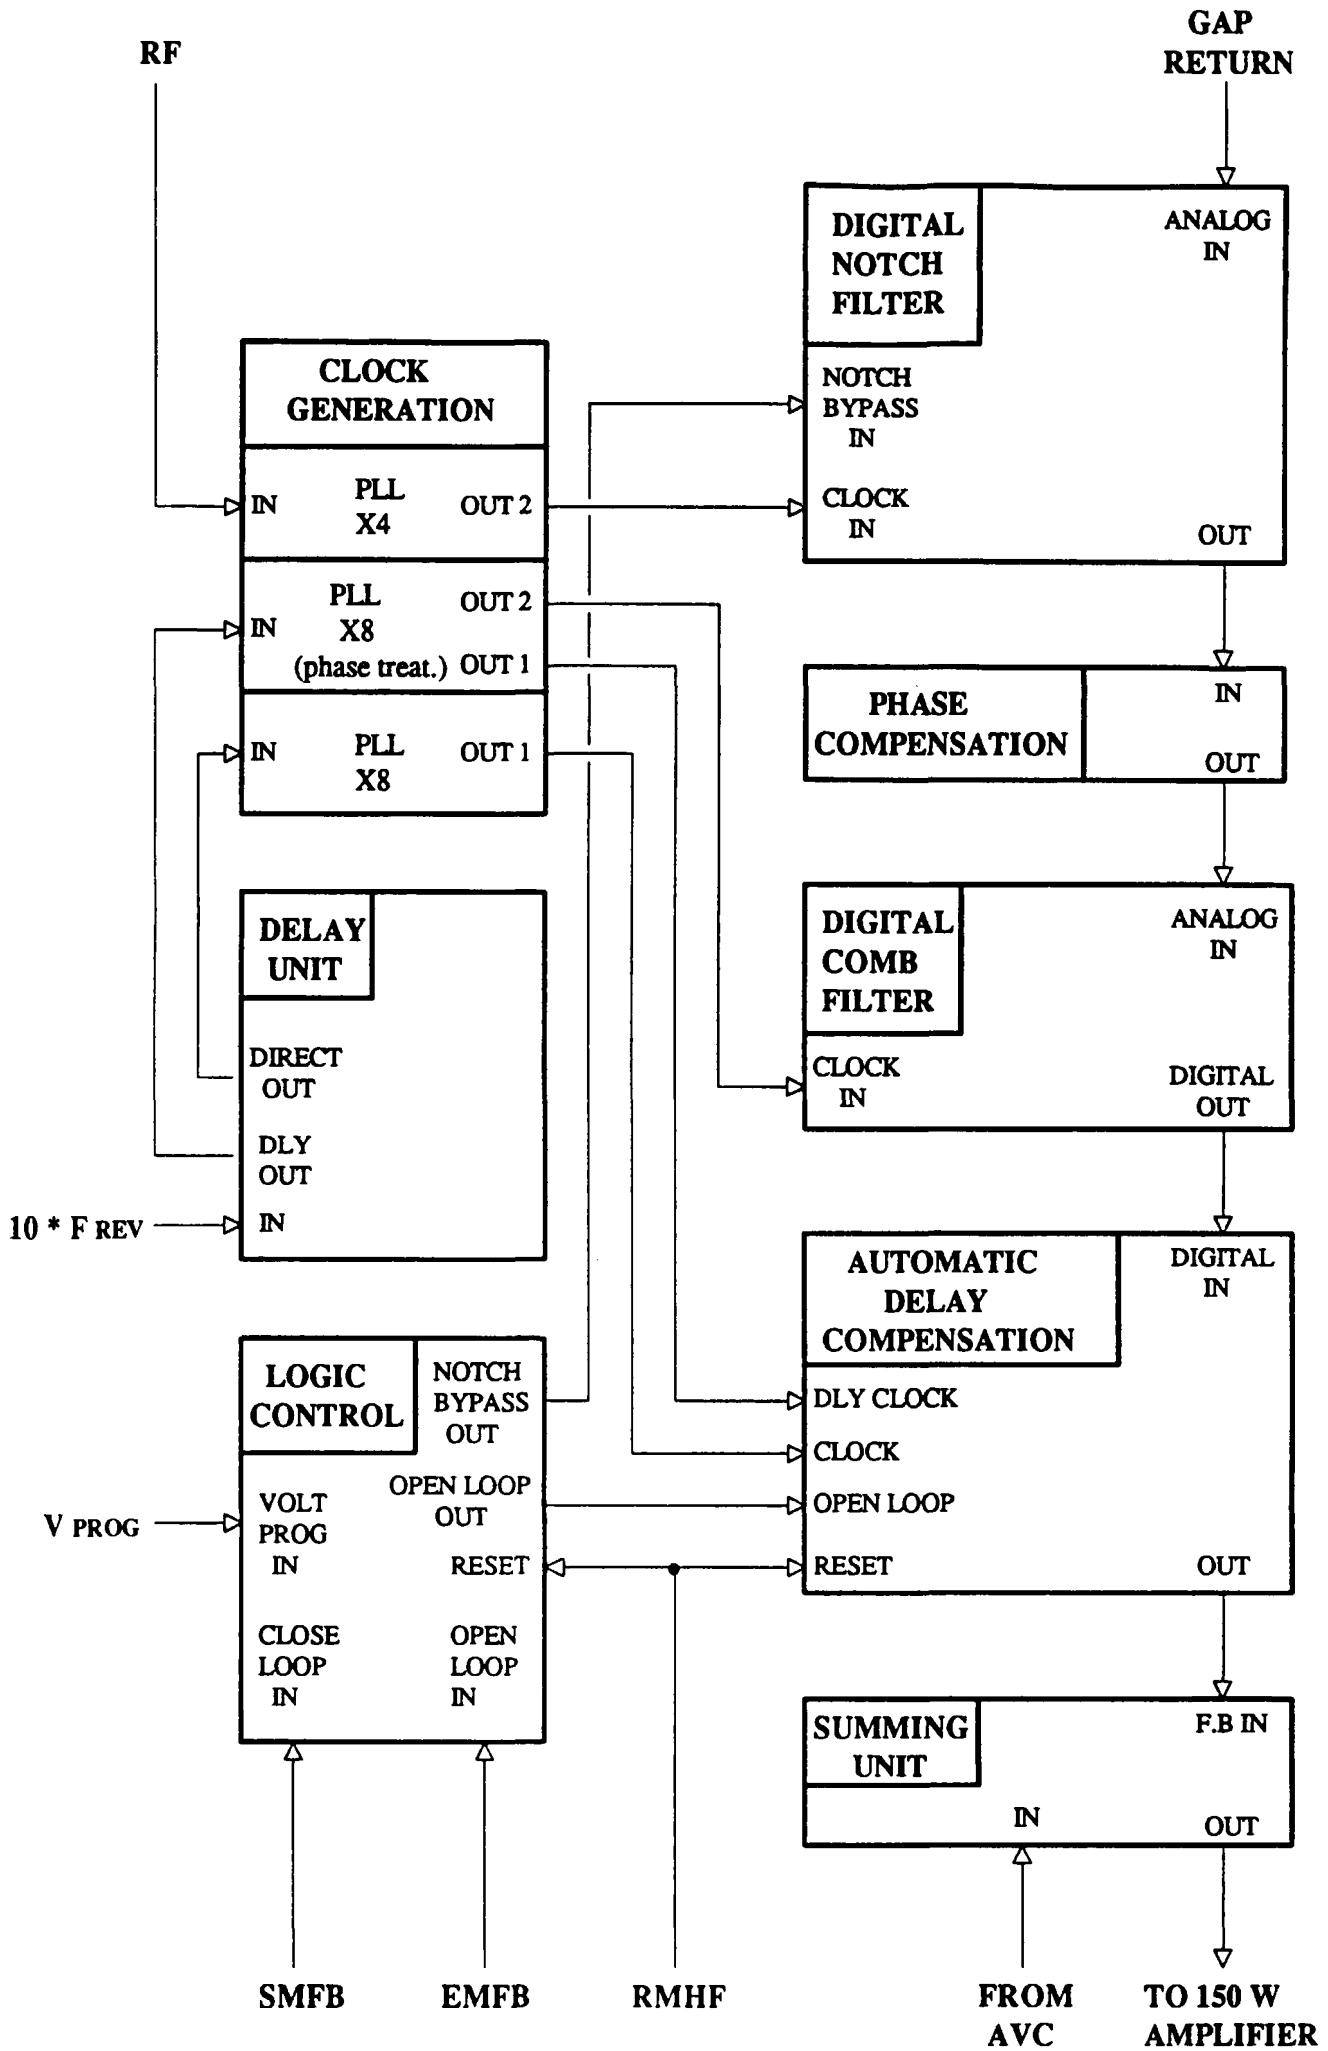 RF
GAP
RETURN
DIGITAL
NOTCH
FILTER
ANALOG
IN
NOTCH
BYPASS
IN
CLOCK
IN
OUT
CLOCK
GENERATION
IN
PLL
X4
OUT 2
IN
PLL
X8
(phase treat.)
OUT 2
OUT 1
IN
PLL
X8
OUT 1
PHASE
COMPENSATION
IN
OUT
DELAY
UNIT
DIRECT
OUT
DLY
OUT
10 * F REV
IN
DIGITAL
COMB
FILTER
ANALOG
IN
CLOCK
IN
DIGITAL
OUT
AUTOMATIC
DELAY
COMPENSATION
DIGITAL
IN
DLY CLOCK
CLOCK
OPEN LOOP
RESET
OUT
LOGIC
CONTROL
NOTCH
BYPASS
OUT
OPEN LOOP
OUT
V PROG
VOLT
PROG
IN
RESET
CLOSE
LOOP
IN
OPEN
LOOP
IN
SUMMING
UNIT
F.B IN
IN
OUT
SMFB
EMFB
RMHF
FROM
AVC
TO 150 W
AMPLIFIER